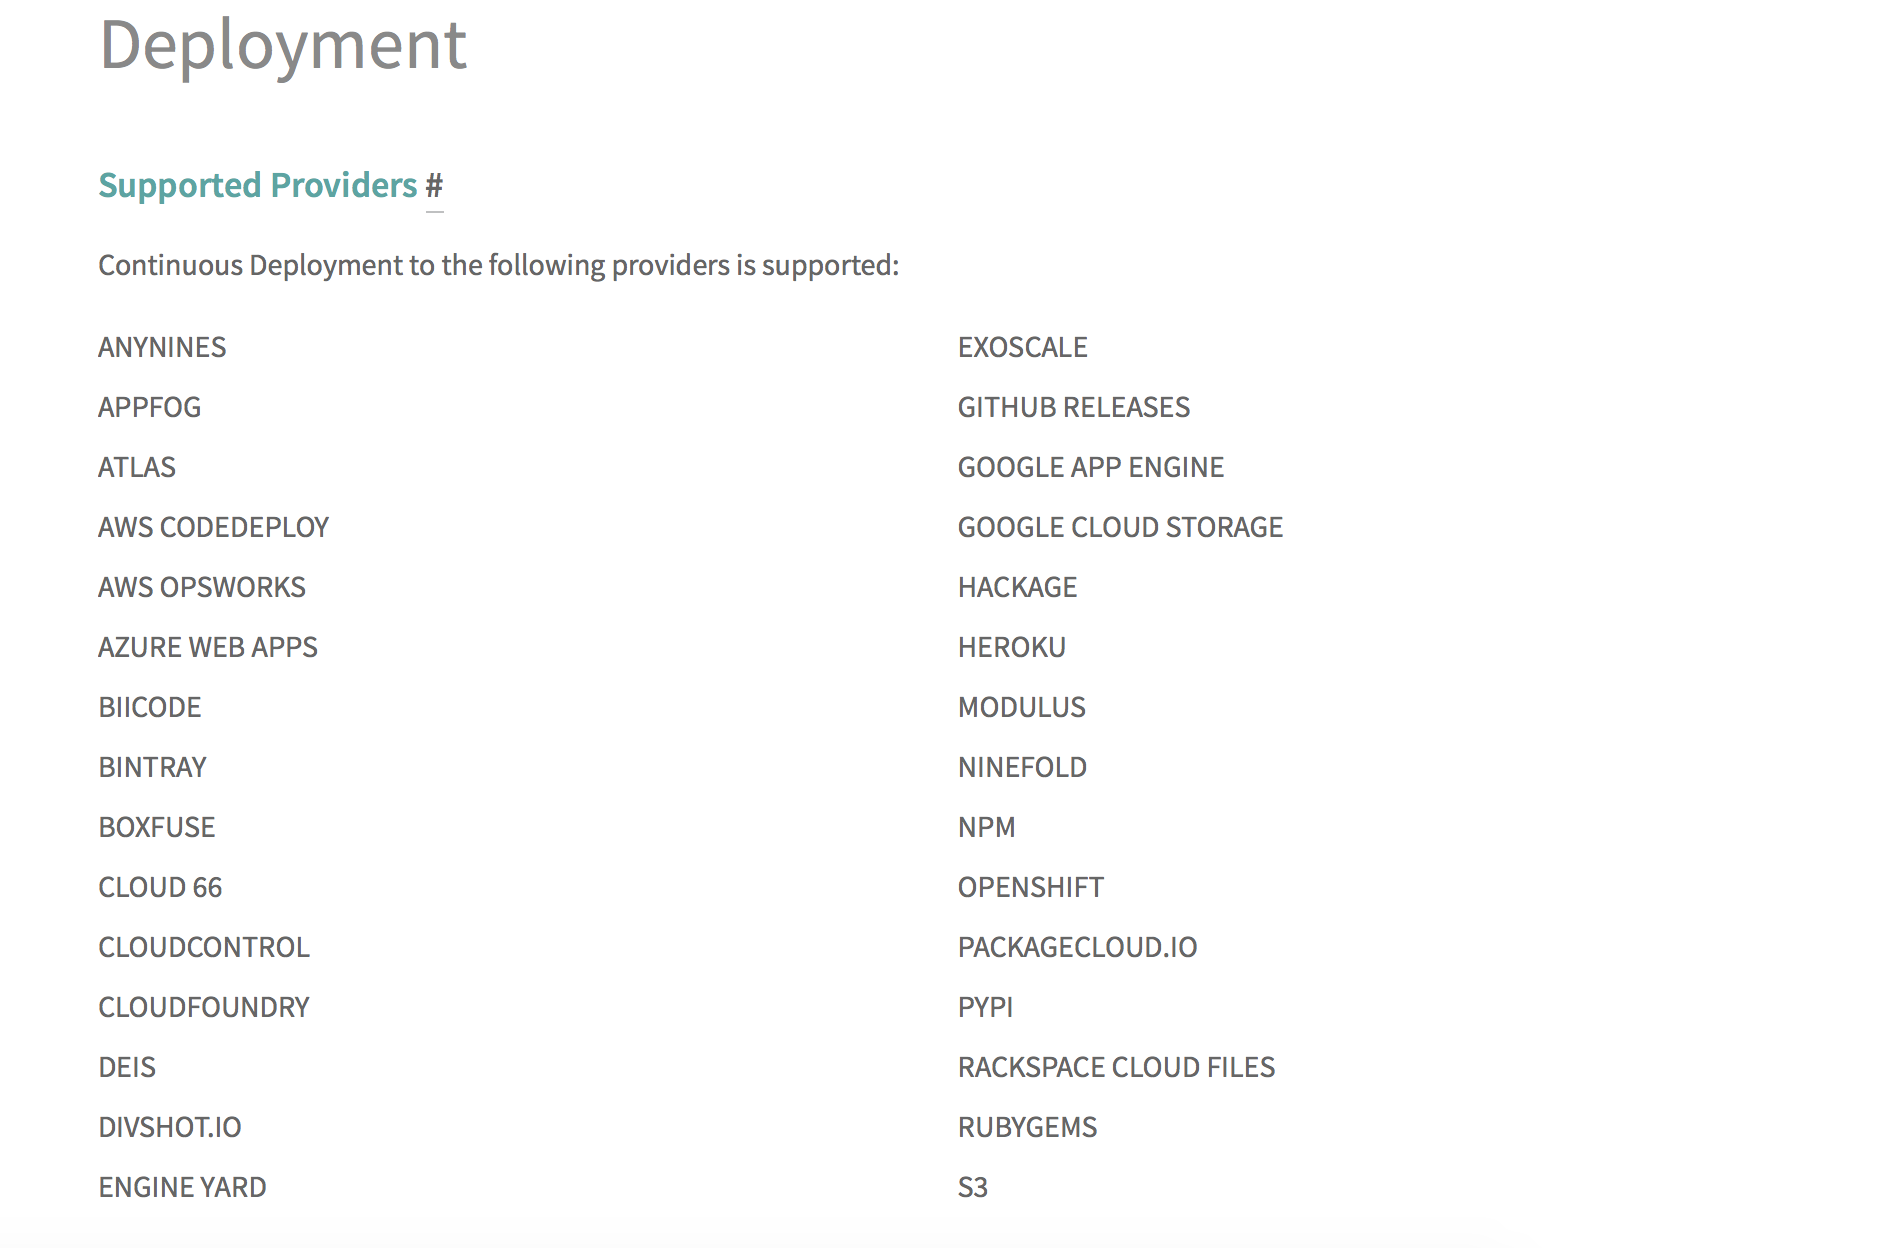 Deployment
Supported Providers #
Continuous Deployment to the following providers is supported:
ANYNINES
APPFOG
ATLAS
AWS CODEDEPLOY
AWS OPSWORKS
AZURE WEB APPS
BIICODE
BINTRAY
BOXFUSE
CLOUD 66
CLOUDCONTROL
CLOUDFOUNDRY
DEIS
DIVSHOT.IO
ENGINE YARD
EXOSCALE
GITHUB RELEASES
GOOGLE APP ENGINE
GOOGLE CLOUD STORAGE
HACKAGE
HEROKU
MODULUS
NINEFOLD
NPM
OPENSHIFT
PACKAGECLOUD.IO
PYPI
RACKSPACE CLOUD FILES
RUBYGEMS
S3